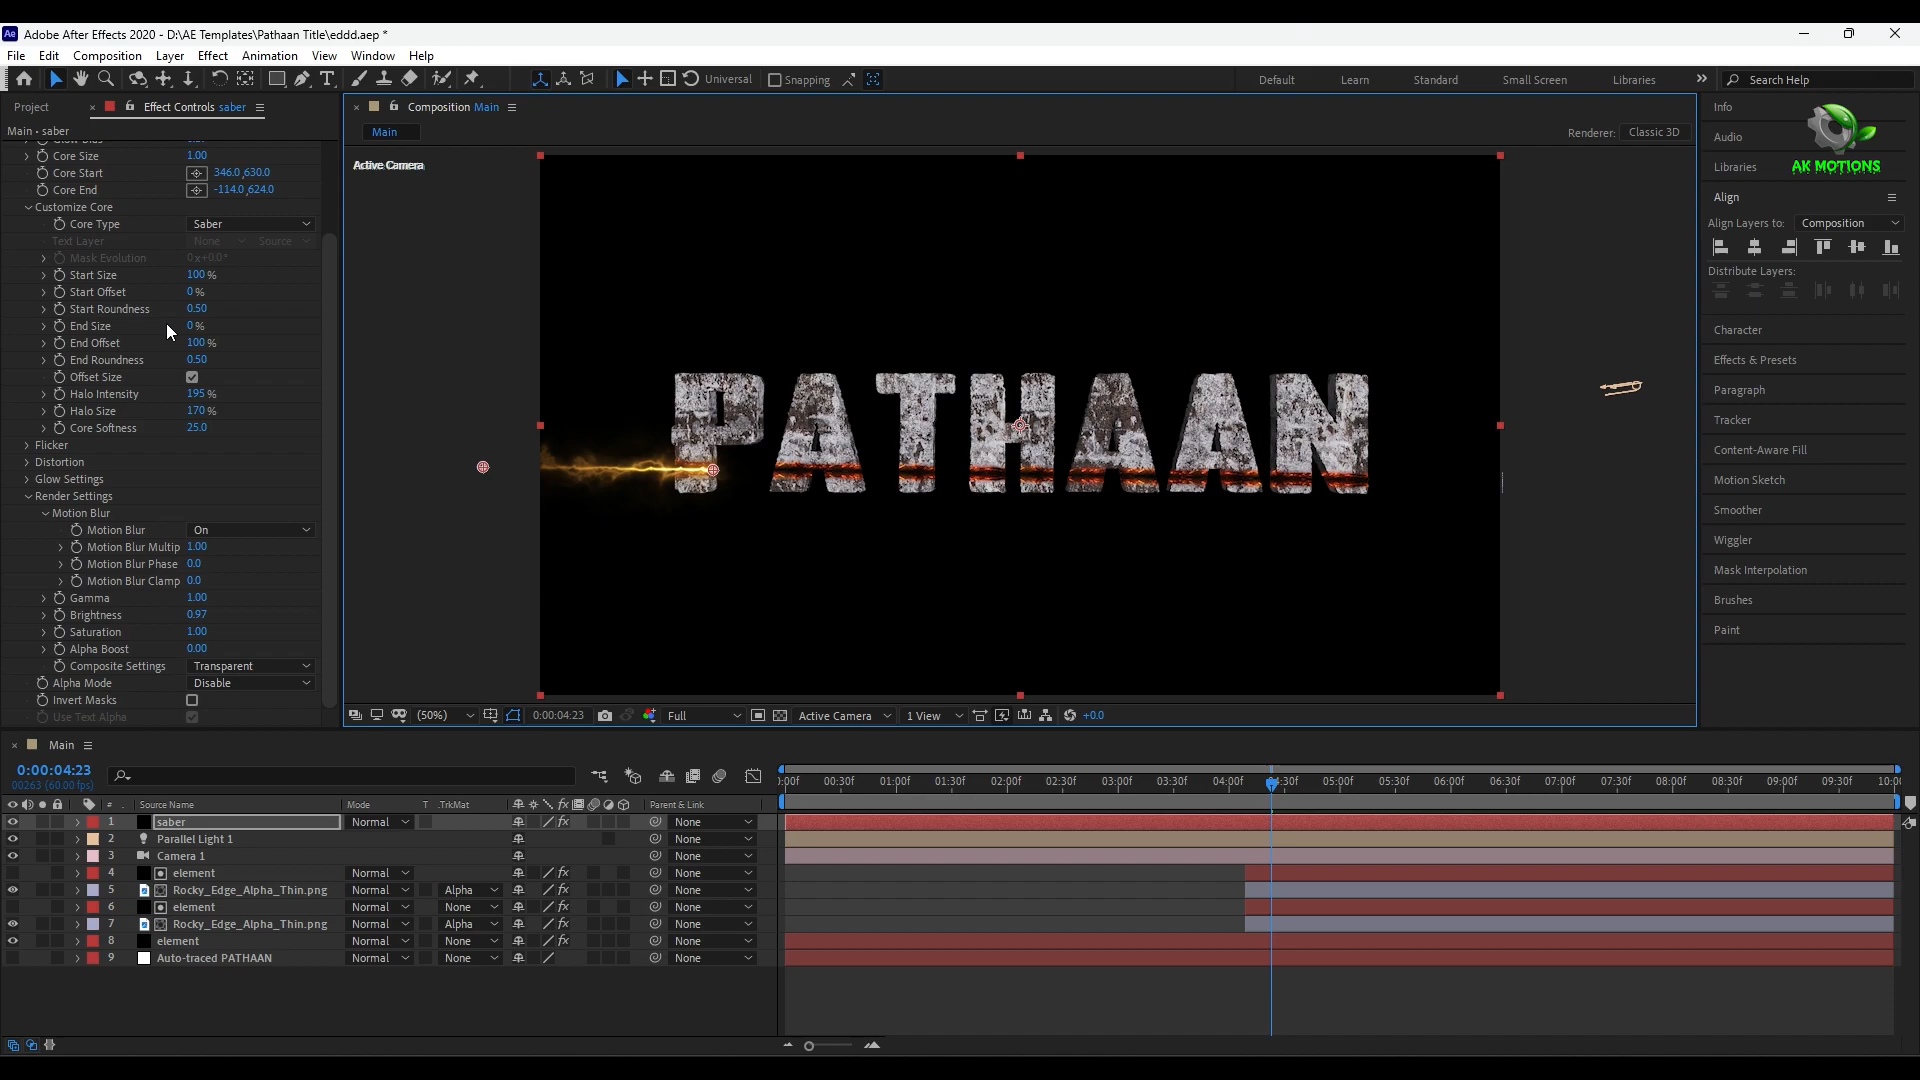 Adobe After Effects 2020 - D:\AE Templates\Pathaan Title\eddd.aep *
File Edit Composition Layer Effect Animation View Window Help
Universal Snapping Default Learn Standard Small Screen Libraries Search Help
Project Effect Controls saber Composition Main Info
Main • saber
Main Renderer: Classic 3D Audio
Core Size 1.00 Active Camera Libraries AK MOTIONS
Core Start 346.0,630.0
Core End -114.0,624.0 Align
Customize Core
Core Type Saber Align Layers to: Composition
Text Layer None Source
Mask Evolution 0x+0.0°
Start Size 100 % Distribute Layers:
Start Offset 0 %
Start Roundness 0.50
End Size 0 % Character
End Offset 100 %
End Roundness 0.50 Effects & Presets
Offset Size
Halo Intensity 195 % Paragraph
Halo Size 170 %
Core Softness 25.0 Tracker
PATHAAN
Flicker Content-Aware Fill
Distortion
Glow Settings Motion Sketch
Render Settings
Motion Blur Smoother
Motion Blur On
Motion Blur Multip 1.00 Wiggler
Motion Blur Phase 0.0 Mask Interpolation
Motion Blur Clamp 0.0
Gamma 1.00 Brushes
Brightness 0.97
Saturation 1.00 Paint
Alpha Boost 0.00
Composite Settings Transparent
Alpha Mode Disable
Invert Masks
Use Text Alpha
(50%) 0:00:04:23 Full Active Camera 1 View +0.0
Main
0:00:04:23
00263 (60.00 fps)
:00f 00:30f 01:00f 01:30f 02:00f 02:30f 03:00f 03:30f 04:00f 04:30f 05:00f 05:30f 06:00f 06:30f 07:00f 07:30f 08:00f 08:30f 09:00f 09:30f 10:00
# Source Name Mode T .TrkMat Parent & Link
1 saber Normal None
2 Parallel Light 1 None
3 Camera 1 None
4 element Normal None
5 Rocky_Edge_Alpha_Thin.png Normal Alpha None
6 element Normal None None
7 Rocky_Edge_Alpha_Thin.png Normal Alpha None
8 element Normal None None
9 Auto-traced PATHAAN Normal None None